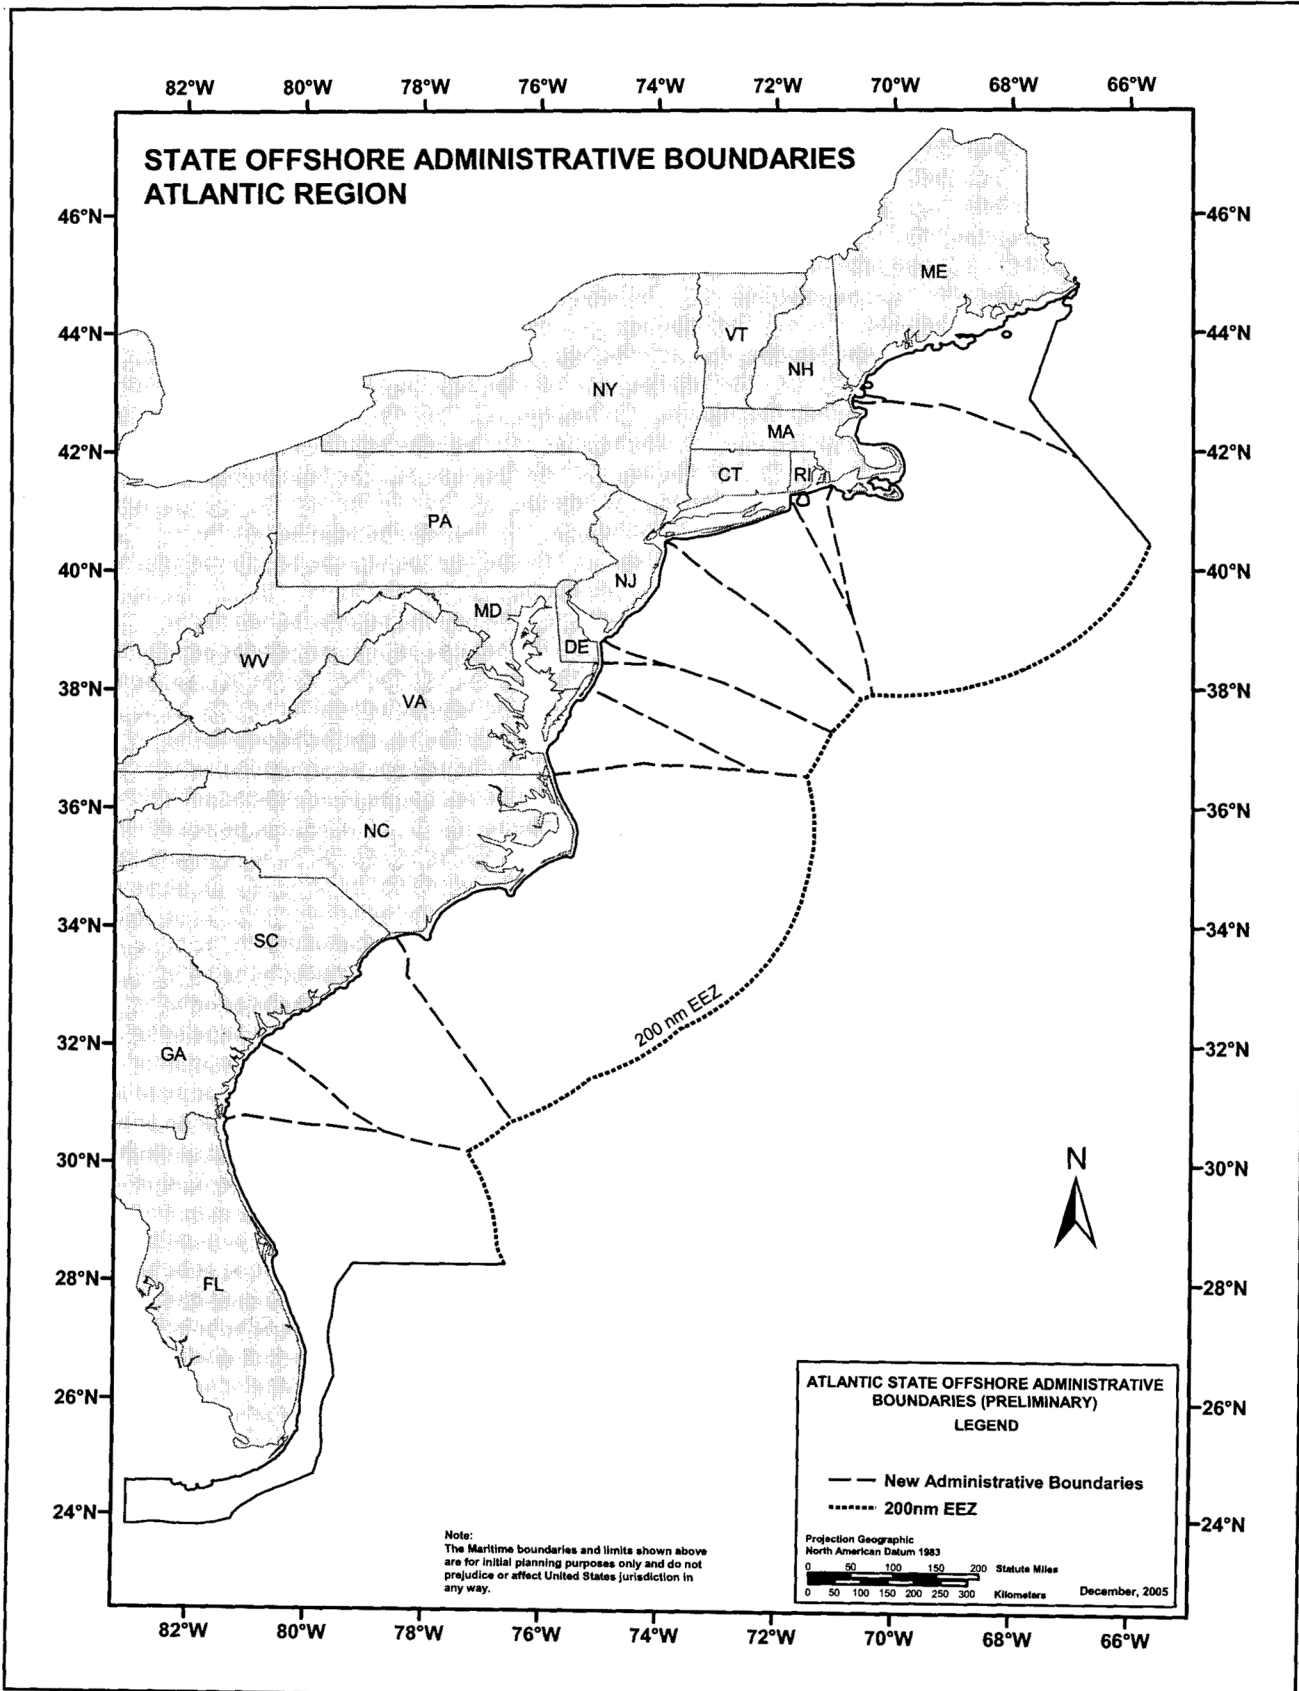 82°W 80°W 78°W 76°W 74°W 72°W 70°W 68°W 66°W
STATE OFFSHORE ADMINISTRATIVE BOUNDARIES
ATLANTIC REGION
46°N 46°N
ME
44°N 44°N
VT
NH
NY
MA
42°N 42°N
CT RI
PA
40°N 40°N
NJ
MD
DE
WV
38°N 38°N
VA
36°N 36°N
NC
34°N 34°N
SC
200 nm EEZ
32°N 32°N
GA
30°N 30°N
N
28°N 28°N
FL
26°N 26°N
24°N 24°N
ATLANTIC STATE OFFSHORE ADMINISTRATIVE
BOUNDARIES (PRELIMINARY)
LEGEND
New Administrative Boundaries
200nm EEZ
Projection Geographic
North American Datum 1983
0 50 100 150 200 Statute Miles
0 50 100 150 200 250 300 Kilometers
December, 2005
Note:
The Maritime boundaries and limits shown above
are for initial planning purposes only and do not
prejudice or affect United States jurisdiction in
any way.
82°W 80°W 78°W 76°W 74°W 72°W 70°W 68°W 66°W